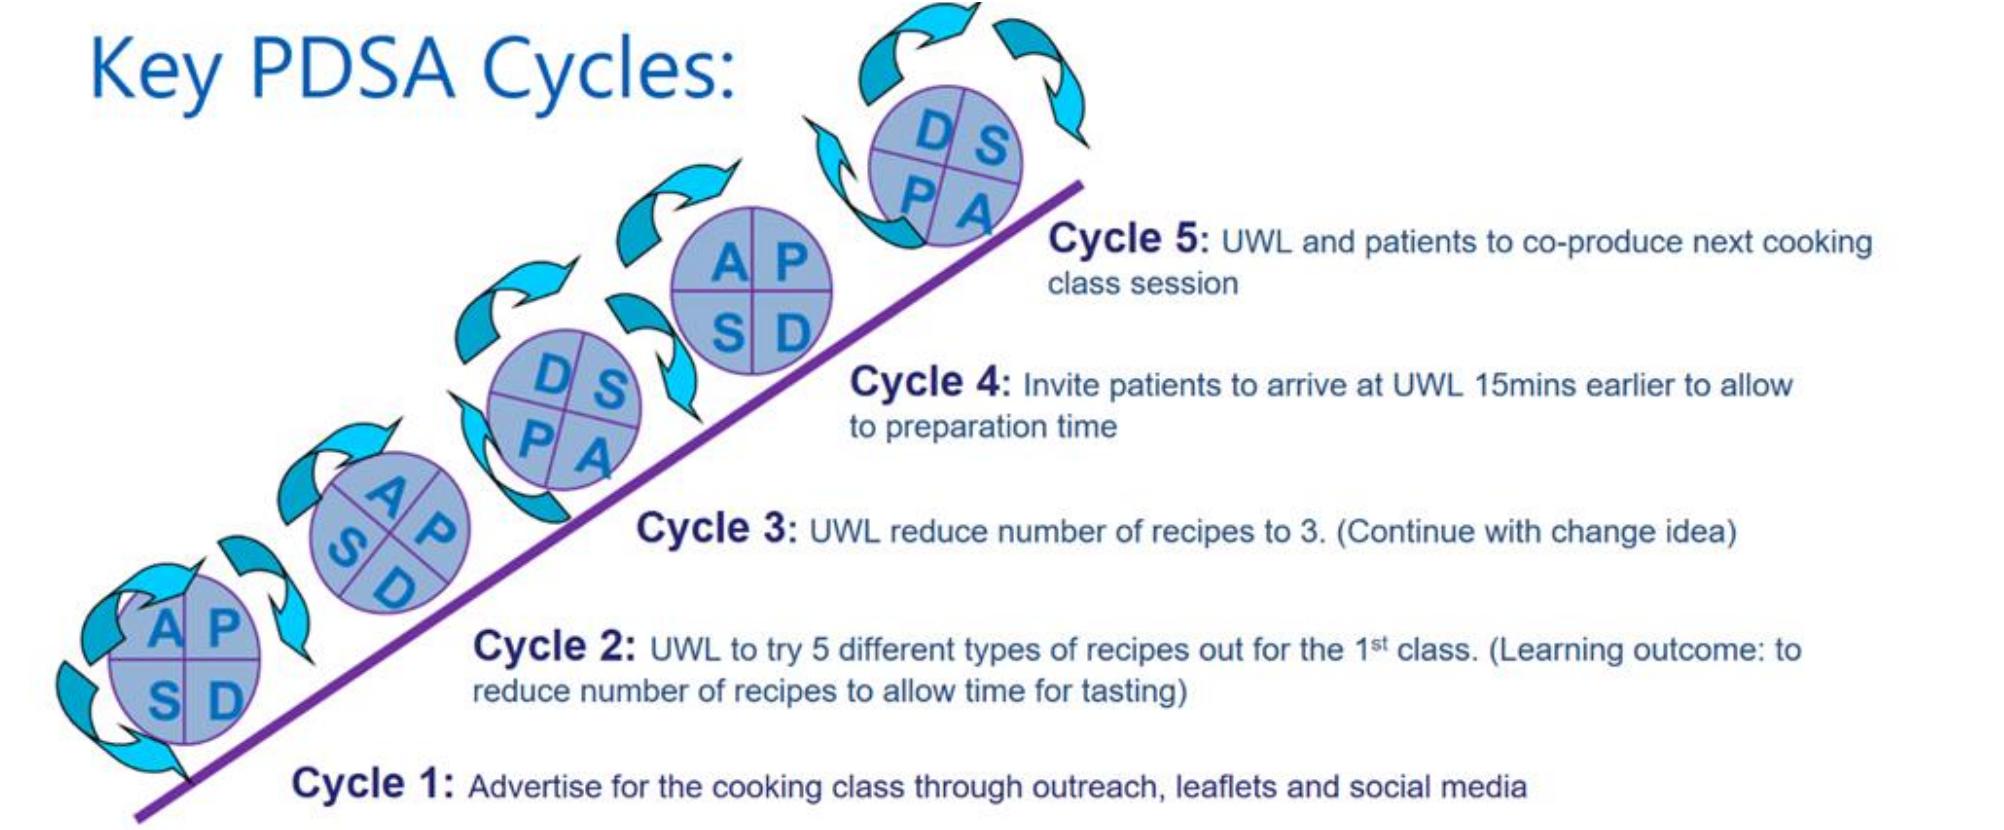 Key PDSA Cycles:
D S
P A
Cycle 5: UWL and patients to co-produce next cooking
class session
A P
S D
Cycle 4: Invite patients to arrive at UWL 15mins earlier to allow
to preparation time
D S
P A
Cycle 3: UWL reduce number of recipes to 3. (Continue with change idea)
A P
S D
Cycle 2: UWL to try 5 different types of recipes out for the 1st class. (Learning outcome: to
reduce number of recipes to allow time for tasting)
A P
S D
Cycle 1: Advertise for the cooking class through outreach, leaflets and social media